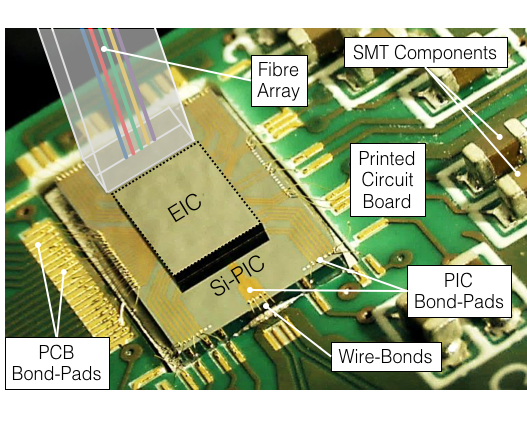 SMT Components
Fibre
Array
Printed
Circuit
Board
EIC
Si-PIC
PIC
Bond-Pads
Wire-Bonds
PCB
Bond-Pads